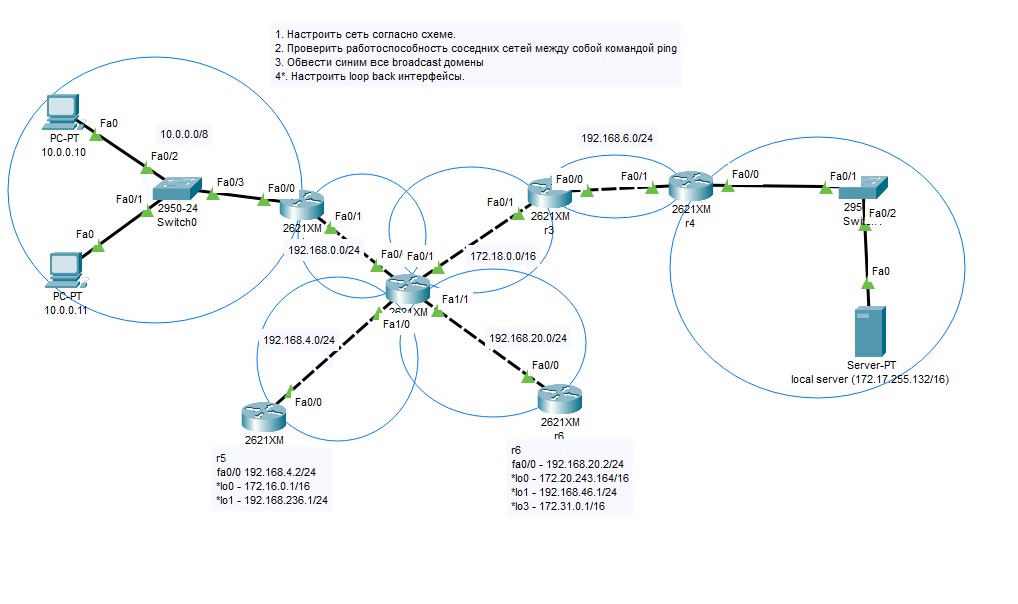 1. Настроить сеть согласно схеме.
2. Проверить работоспособность соседних сетей между собой командой ping
3. Обвести синим все broadcast домены
4*. Настроить loop back интерфейсы.
PC-PT
10.0.0.10
Fa0
10.0.0.0/8
Fa0/2
Fa0/1
2950-24
Switch0
Fa0/3
Fa0/0
Fa0
PC-PT
10.0.0.11
2621XM
Fa0/1
192.168.0.0/24
Fa0/1
172.18.0.0/16
Fa0/1
Fa0/0
2621XM
r3
192.168.6.0/24
Fa0/1
2621XM
r4
Fa0/0
Fa0/1
Fa0/2
Fa0
Server-PT
local server (172.17.255.132/16)
Fa1/1
Fa1/0
192.168.4.0/24
192.168.20.0/24
Fa0/0
2621XM
Fa0/0
2621XM
r6
r5
fa0/0 192.168.4.2/24
*lo0 - 172.16.0.1/16
*lo1 - 192.168.236.1/24
r6
fa0/0 - 192.168.20.2/24
*lo0 - 172.20.243.164/16
*lo1 - 192.168.46.1/24
*lo3 - 172.31.0.1/16